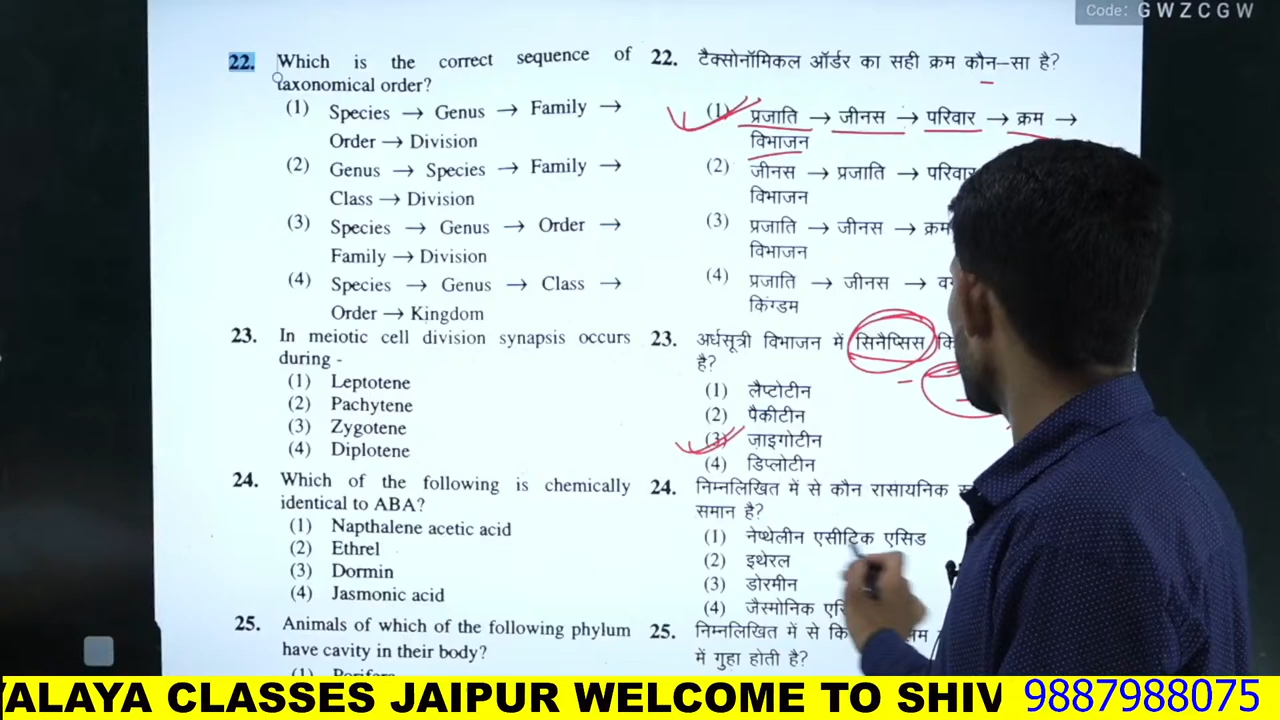 Code: G W Z C G W
22. Which is the correct sequence of
taxonomical order?
(1) Species → Genus → Family →
Order → Division
(2) Genus → Species → Family →
Class → Division
(3) Species → Genus → Order →
Family → Division
(4) Species → Genus → Class →
Order → Kingdom
23. In meiotic cell division synapsis occurs
during -
(1) Leptotene
(2) Pachytene
(3) Zygotene
(4) Diplotene
24. Which of the following is chemically
identical to ABA?
(1) Napthalene acetic acid
(2) Ethrel
(3) Dormin
(4) Jasmonic acid
25. Animals of which of the following phylum
have cavity in their body?
(1) Porifera
22. टैक्सोनॉमिकल ऑर्डर का सही क्रम कौन–सा है?
(1) प्रजाति → जीनस → परिवार → क्रम →
विभाजन
(2) जीनस → प्रजाति → परिवार
विभाजन
(3) प्रजाति → जीनस → क्रम
विभाजन
(4) प्रजाति → जीनस →
किंग्डम
23. अर्धसूत्री विभाजन में सिनैप्सिस
है?
(1) लैप्टोटीन
(2) पैकीटीन
(3) ज़ाइगोटीन
(4) डिप्लोटीन
24. निम्नलिखित में से कौन रासायनिक
समान है?
(1) नेप्थेलीन एसीटिक एसिड
(2) इथेरल
(3) डोरमीन
(4) जैस्मोनिक
25. निम्नलिखित में से
में गुहा होती है?
YALAYA CLASSES JAIPUR WELCOME TO SHIV 9887988075